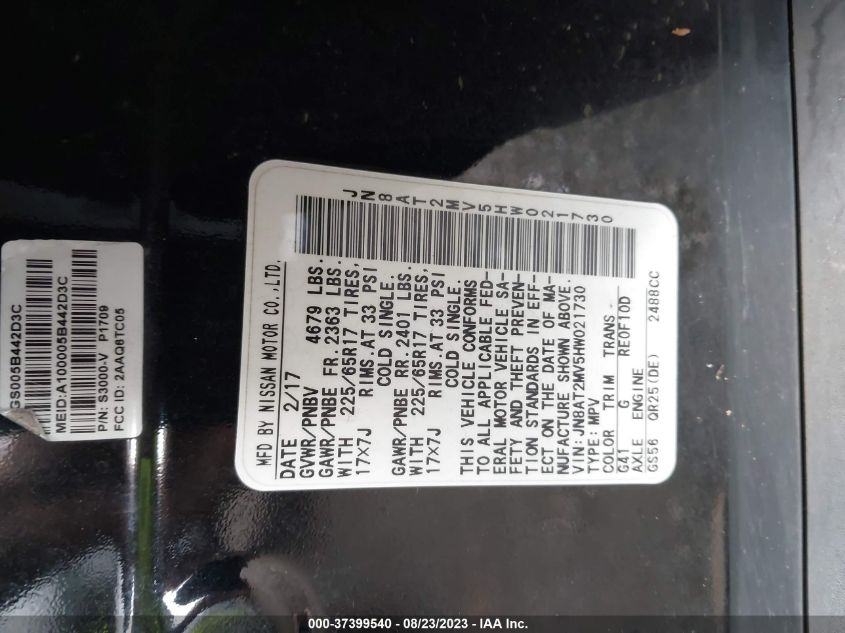 GS005B442D3C
MEID:A100005B442D3C
P/N: S3000-V P1709
FCC ID: 2AAQ6TC05
MFD BY NISSAN MOTOR CO.,LTD.
DATE 2/17
GVWR/PNBV 4679 LBS.
GAWR/PNBE FR. 2363 LBS.
WITH 225/65R17 TIRES,
17X7J RIMS.AT 33 PSI
COLD SINGLE.
GAWR/PNBE RR. 2401 LBS.
WITH 225/65R17 TIRES,
17X7J RIMS.AT 33 PSI
COLD SINGLE.
THIS VEHICLE CONFORMS
TO ALL APPLICABLE FED-
ERAL MOTOR VEHICLE SA-
FETY AND THEFT PREVEN-
TION STANDARDS IN EFF-
ECT ON THE DATE OF MA-
NUFACTURE SHOWN ABOVE.
VIN: JN8AT2MV5HW021730
TYPE: MPV
COLOR TRIM TRANS
G41 G RE0F10D
AXLE ENGINE
GS56 QR25(DE) 2488CC
JN8AT2MV5HW021730
000-37399540 / 08/23/2023 - IAA Inc.